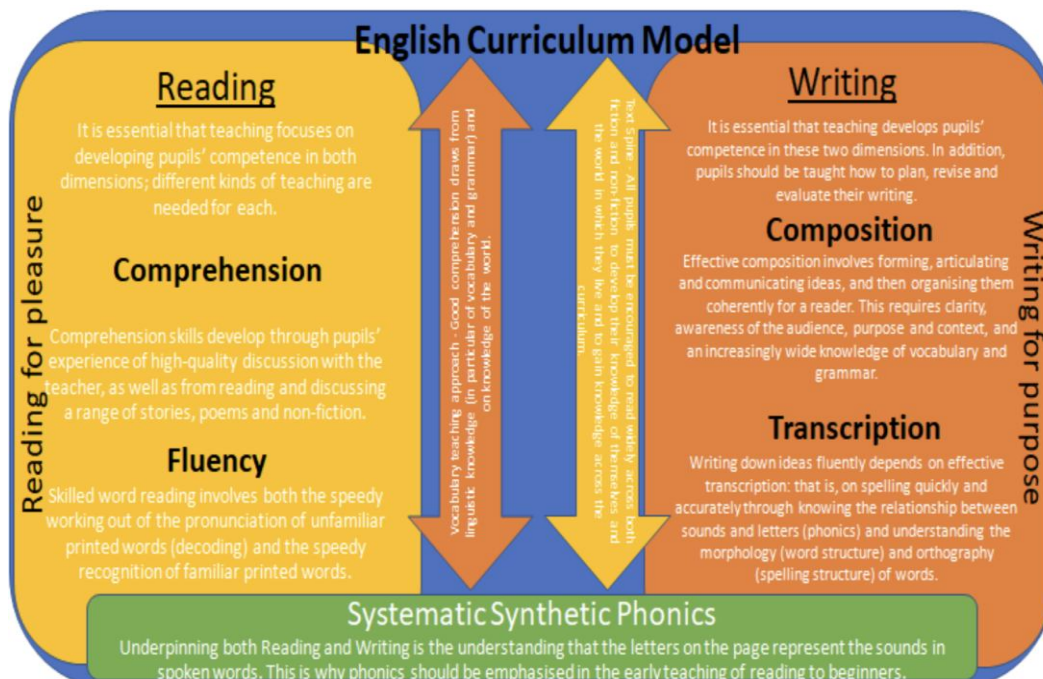 English Curriculum Model
Reading for pleasure
Reading
It is essential that teaching focuses on
developing pupils' competence in both
dimensions; different kinds of teaching are
needed for each.
Comprehension
Comprehension skills develop through pupils'
experience of high-quality discussion with the
teacher, as well as from reading and discussing
a range of stories, poems and non-fiction.
Fluency
Skilled word reading involves both the speedy
working out of the pronunciation of unfamiliar
printed words (decoding) and the speedy
recognition of familiar printed words.
Vocabulary teaching approach - Good comprehension draws from
linguistic knowledge (in particular of vocabulary and grammar) and
on knowledge of the world.
Text Spine - All pupils must be encouraged to read widely across both
fiction and non-fiction to develop their knowledge of themselves and
the world in which they live and to gain knowledge across the
curriculum.
Writing
It is essential that teaching develops pupils'
competence in these two dimensions. In addition,
pupils should be taught how to plan, revise and
evaluate their writing.
Composition
Effective composition involves forming, articulating
and communicating ideas, and then organising them
coherently for a reader. This requires clarity,
awareness of the audience, purpose and context, and
an increasingly wide knowledge of vocabulary and
grammar.
Transcription
Writing down ideas fluently depends on effective
transcription: that is, on spelling quickly and
accurately through knowing the relationship between
sounds and letters (phonics) and understanding the
morphology (word structure) and orthography
(spelling structure) of words.
Writing for purpose
Systematic Synthetic Phonics
Underpinning both Reading and Writing is the understanding that the letters on the page represent the sounds in
spoken words. This is why phonics should be emphasised in the early teaching of reading to beginners.